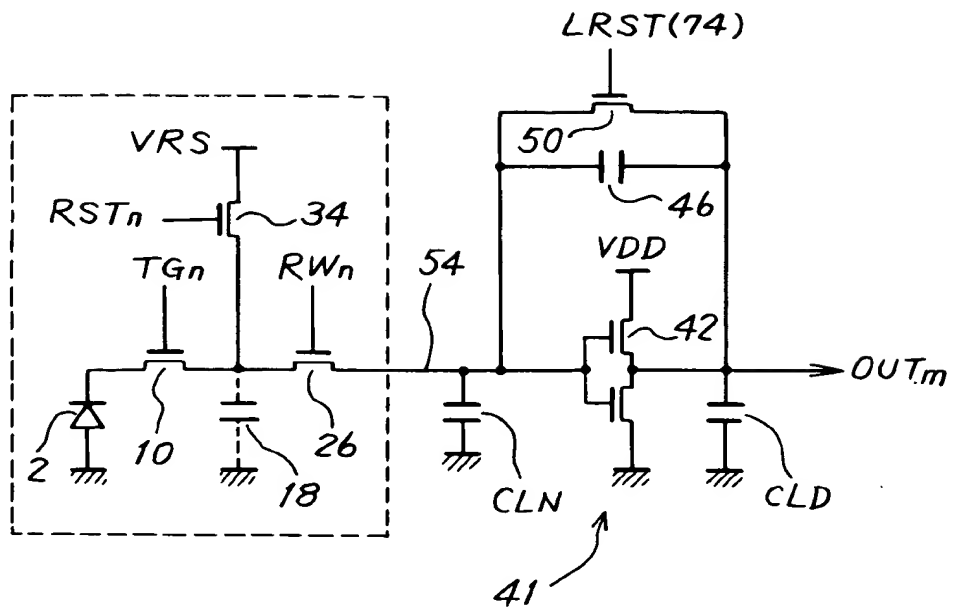 LRST(74)
50
46
VRS
RSTn
34
TGn
RWn
54
VDD
42
OUTm
2
10
18
26
CLN
CLD
41